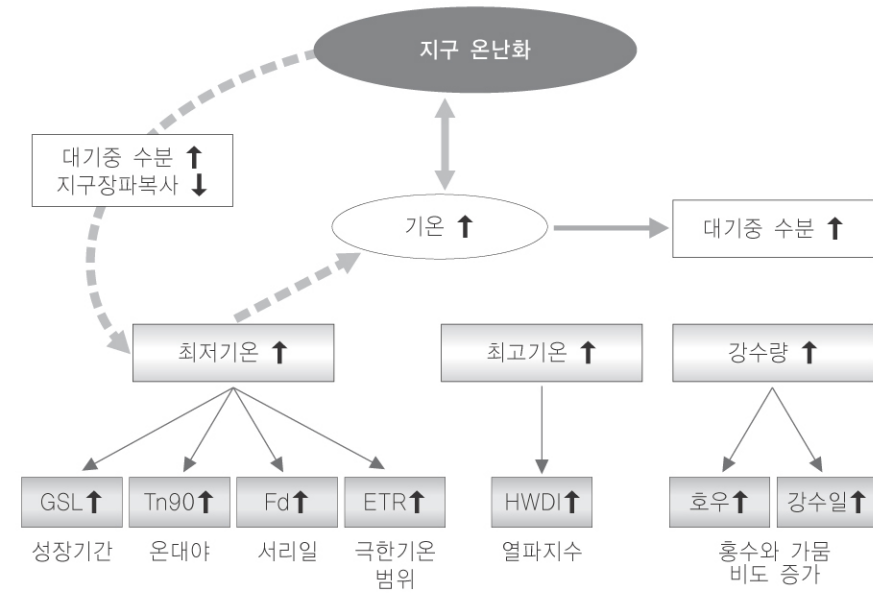 지구 온난화
대기중 수분 ↑
지구장파복사 ↓
기온 ↑
대기중 수분 ↑
최저기온 ↑
최고기온 ↑
강수량 ↑
GSL↑
Tn90↑
Fd↑
ETR↑
HWDI↑
호우↑
강수일↑
성장기간
온대야
서리일
극한기온
범위
열파지수
홍수와 가뭄
비도 증가